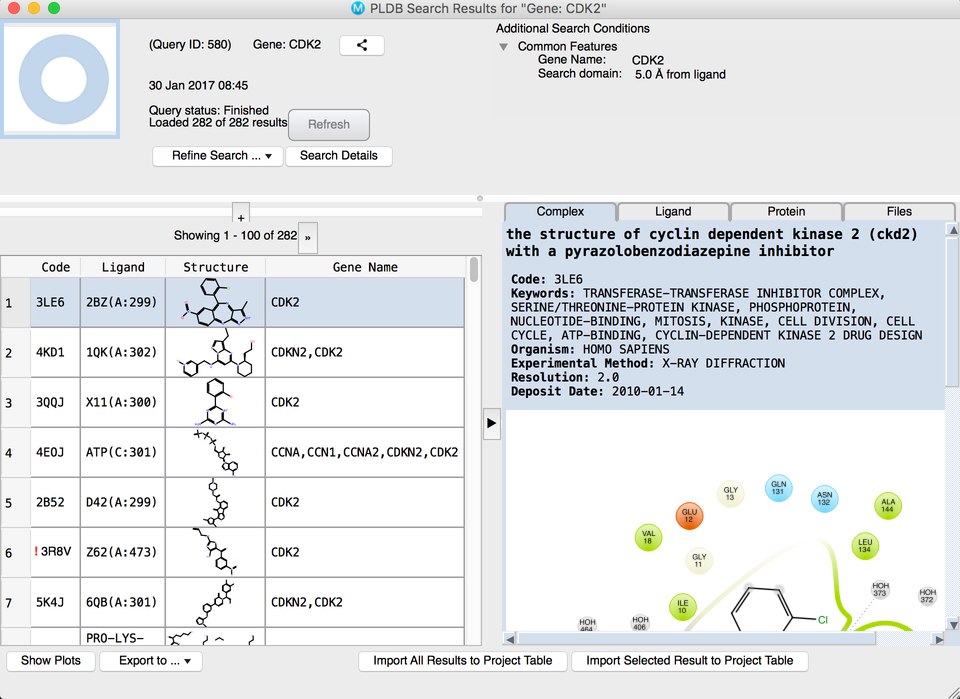 PLDB Search Results for "Gene: CDK2"
(Query ID: 580) Gene: CDK2
30 Jan 2017 08:45
Query status: Finished
Loaded 282 of 282 results
Refresh
Refine Search ... ▾
Search Details
Additional Search Conditions
Common Features
Gene Name: CDK2
Search domain: 5.0 Å from ligand
+
Showing 1 - 100 of 282 »
Code Ligand Structure Gene Name
1 3LE6 2BZ(A:299) CDK2
2 4KD1 1QK(A:302) CDKN2,CDK2
3 3QQJ X11(A:300) CDK2
4 4EOJ ATP(C:301) CCNA,CCN1,CCNA2,CDKN2,CDK2
5 2B52 D42(A:299) CDK2
6 !3R8V Z62(A:473) CDK2
7 5K4J 6QB(A:301) CDKN2,CDK2
PRO-LYS-
Complex Ligand Protein Files
the structure of cyclin dependent kinase 2 (ckd2)
with a pyrazolobenzodiazepine inhibitor
Code: 3LE6
Keywords: TRANSFERASE-TRANSFERASE INHIBITOR COMPLEX,
SERINE/THREONINE-PROTEIN KINASE, PHOSPHOPROTEIN,
NUCLEOTIDE-BINDING, MITOSIS, KINASE, CELL DIVISION, CELL
CYCLE, ATP-BINDING, CYCLIN-DEPENDENT KINASE 2 DRUG DESIGN
Organism: HOMO SAPIENS
Experimental Method: X-RAY DIFFRACTION
Resolution: 2.0
Deposit Date: 2010-01-14
GLY
13
GLN
131
ASN
132
ALA
144
GLU
12
VAL
18
LEU
134
GLY
11
HOH
373
HOH
372
ILE
10
HOH
464
HOH
406
Cl
Show Plots
Export to ... ▾
Import All Results to Project Table
Import Selected Result to Project Table